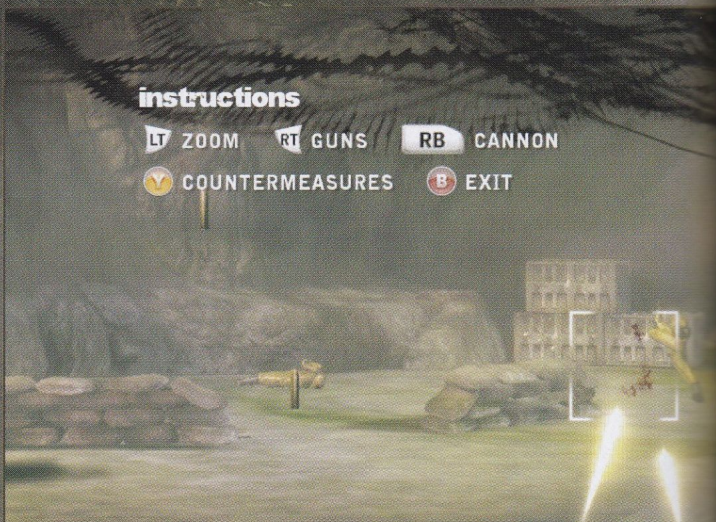 instructions
LT ZOOM RT GUNS RB CANNON
Y COUNTERMEASURES B EXIT